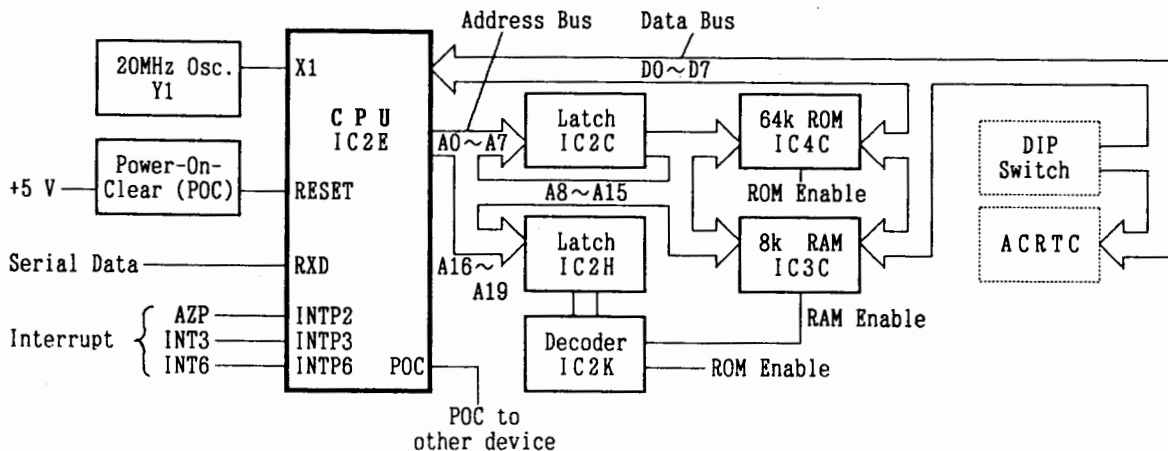 Address Bus
Data Bus
20MHz Osc.
Y1
X1
D0~D7
CPU
IC2E
Latch
IC2C
64k ROM
IC4C
DIP
Switch
A0~A7
Power-On-
Clear (POC)
+5 V
RESET
A8~A15
ROM Enable
Latch
IC2H
8k RAM
IC3C
ACRTC
Serial Data
RXD
A16~
A19
RAM Enable
Interrupt
AZP
INTP2
INT3
INTP3
INT6
INTP6
POC
Decoder
IC2K
ROM Enable
POC to
other device